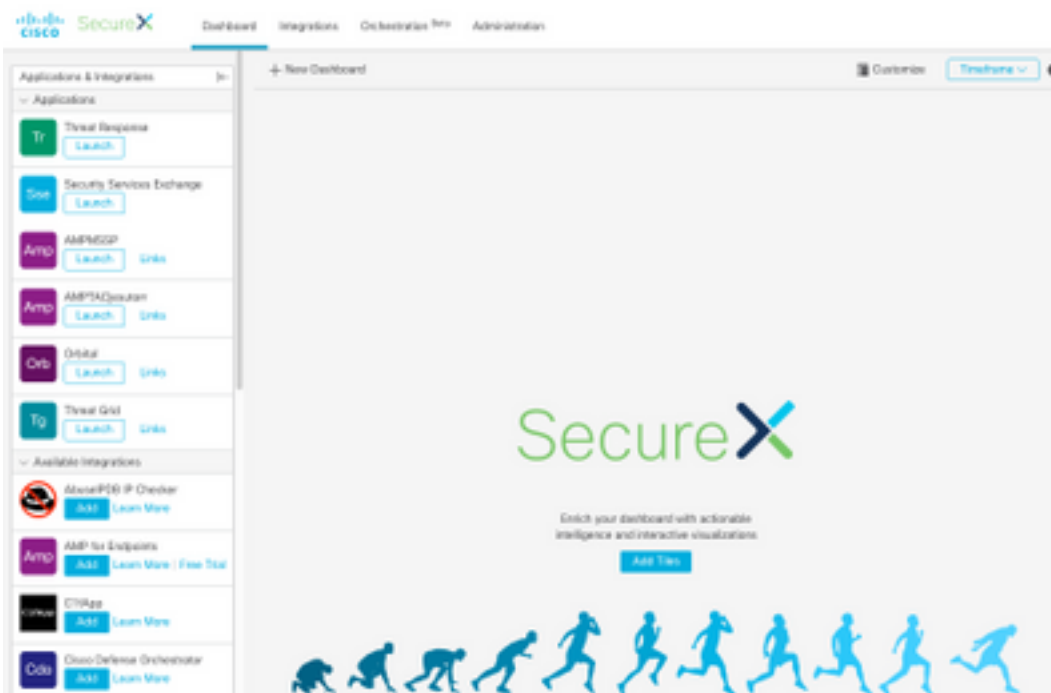 cisco SecureX Dashboard Integrations Orchestration Beta Administration
Applications & Integrations
+ New Dashboard Customize Timeframe
Applications
Tr Threat Response
Launch
Sse Security Services Exchange
Launch
Amp AMPMSSP
Launch Links
Amp
Launch Links
Orb Orbital
Launch Links
Tg Threat Grid
Launch Links
Available Integrations
AbuseIPDB IP Checker
Add Learn More
Amp AMP for Endpoints
Add Learn More | Free Trial
Add Learn More
Cdo Cisco Defense Orchestrator
Add Learn More
SecureX
Enrich your dashboard with actionable
intelligence and interactive visualizations
Add Tiles